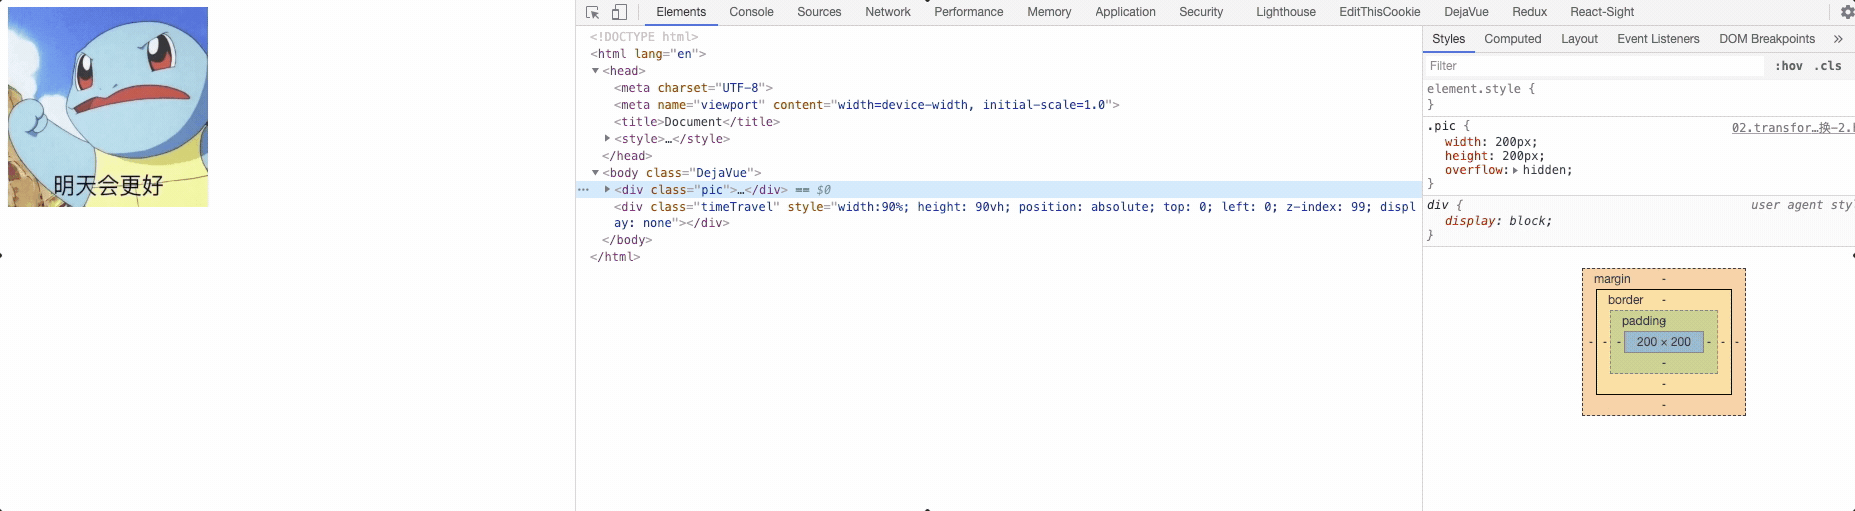 明天会更好
Elements Console Sources Network Performance Memory Application Security Lighthouse EditThisCookie DejaVue Redux React-Sight
<!DOCTYPE html>
<html lang="en">
<head>
<meta charset="UTF-8">
<meta name="viewport" content="width=device-width, initial-scale=1.0">
<title>Document</title>
<style>…</style>
</head>
<body class="DejaVue">
<div class="pic">…</div> == $0
<div class="timeTravel" style="width:90%; height: 90vh; position: absolute; top: 0; left: 0; z-index: 99; displ
ay: none"></div>
</body>
</html>
Styles Computed Layout Event Listeners DOM Breakpoints »
Filter :hov .cls
element.style {
}
.pic { 02.transfor…换-2.
width: 200px;
height: 200px;
overflow: hidden;
}
div { user agent sty
display: block;
}
margin -
border -
padding -
- - - 200 × 200 - - -
-
-
-